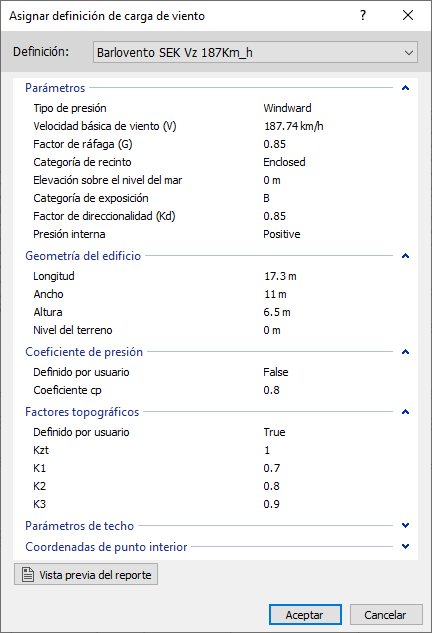 Asignar definición de carga de viento
Definición: Barlovento SEK Vz 187Km_h
Parámetros
Tipo de presión Windward
Velocidad básica de viento (V) 187.74 km/h
Factor de ráfaga (G) 0.85
Categoría de recinto Enclosed
Elevación sobre el nivel del mar 0 m
Categoría de exposición B
Factor de direccionalidad (Kd) 0.85
Presión interna Positive
Geometría del edificio
Longitud 17.3 m
Ancho 11 m
Altura 6.5 m
Nivel del terreno 0 m
Coeficiente de presión
Definido por usuario False
Coeficiente cp 0.8
Factores topográficos
Definido por usuario True
Kzt 1
K1 0.7
K2 0.8
K3 0.9
Parámetros de techo
Coordenadas de punto interior
Vista previa del reporte
Aceptar Cancelar